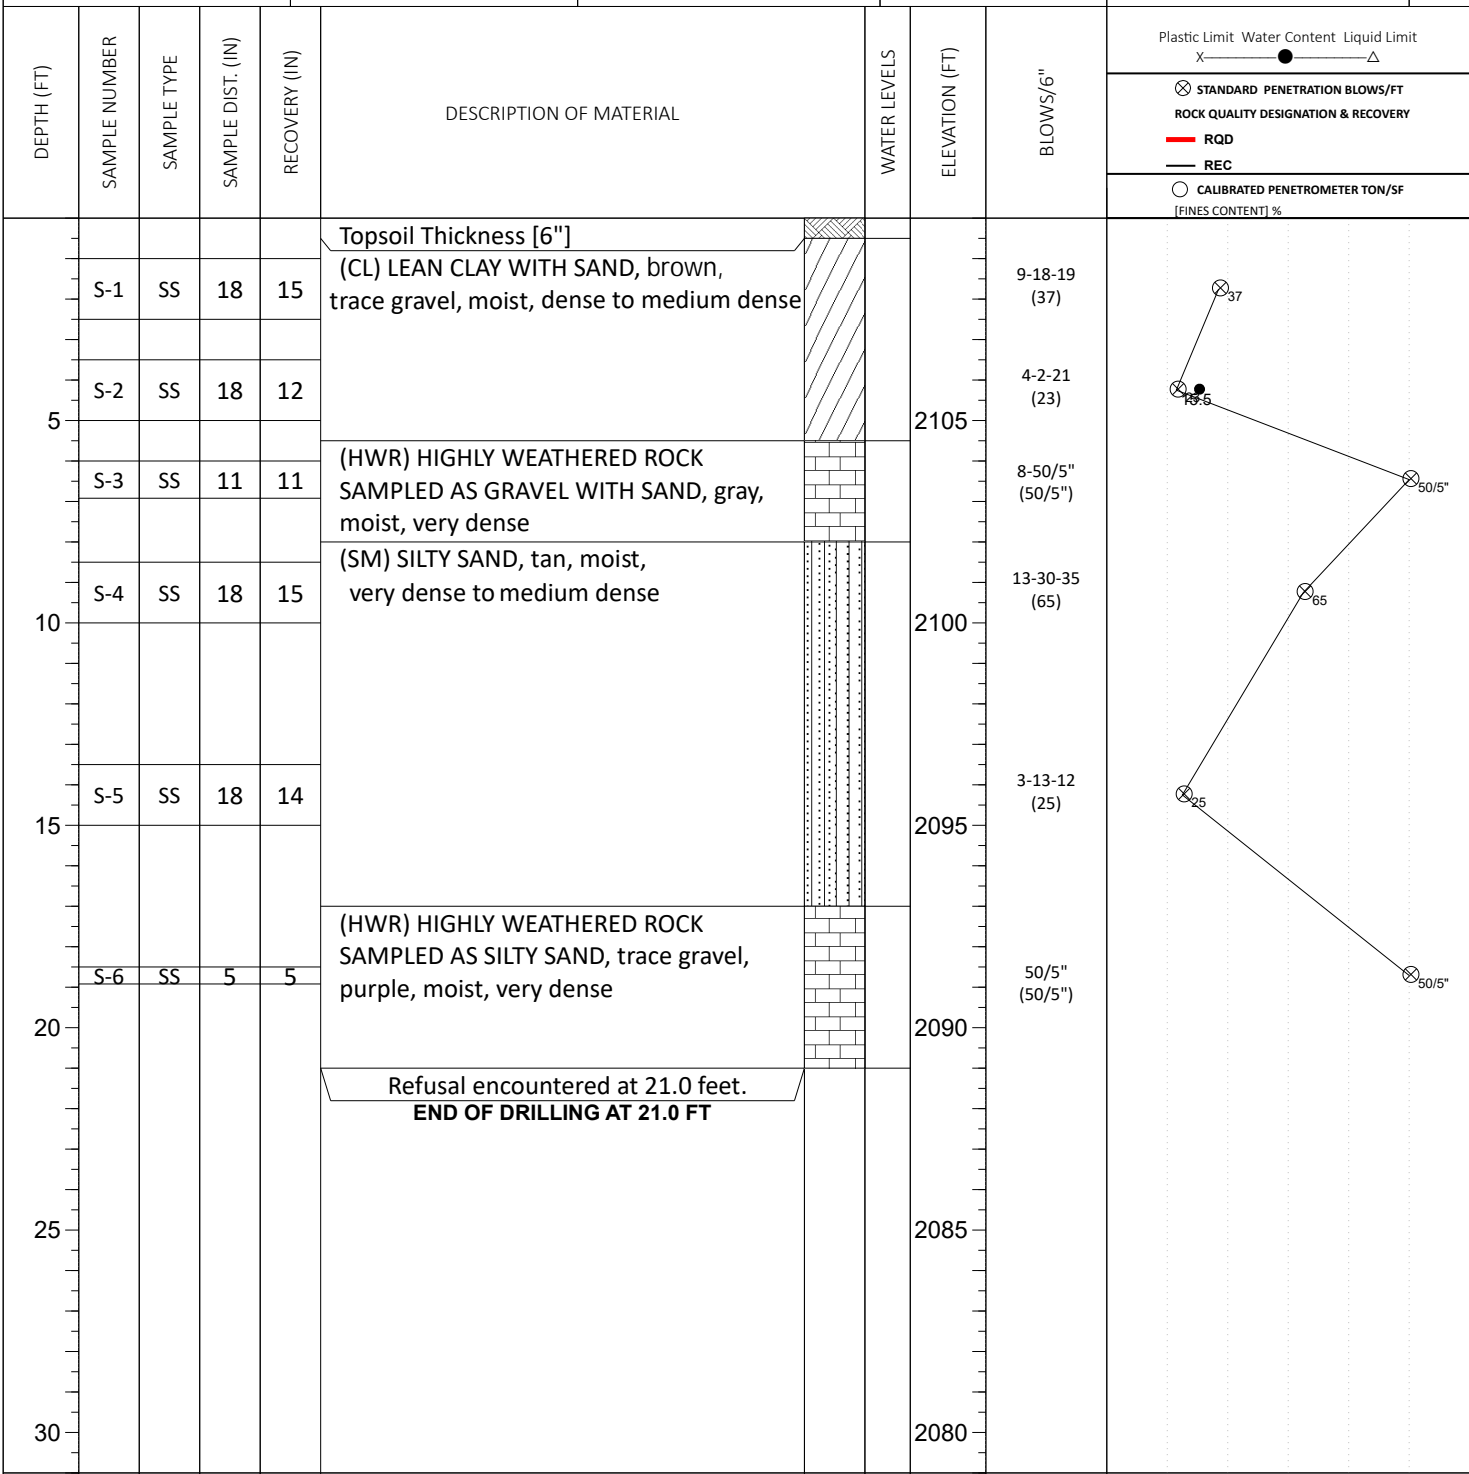 DEPTH (FT)
SAMPLE NUMBER
SAMPLE TYPE
SAMPLE DIST. (IN)
RECOVERY (IN)
DESCRIPTION OF MATERIAL
WATER LEVELS
ELEVATION (FT)
BLOWS/6"
Plastic Limit Water Content Liquid Limit
X
STANDARD PENETRATION BLOWS/FT
ROCK QUALITY DESIGNATION & RECOVERY
RQD
REC
CALIBRATED PENETROMETER TON/SF
[FINES CONTENT] %
Topsoil Thickness [6"]
S-1 SS 18 15
(CL) LEAN CLAY WITH SAND, brown,
trace gravel, moist, dense to medium dense
9-18-19
(37)
37
S-2 SS 18 12
4-2-21
(23)
5
2105
S-3 SS 11 11
(HWR) HIGHLY WEATHERED ROCK
SAMPLED AS GRAVEL WITH SAND, gray,
moist, very dense
8-50/5"
(50/5")
50/5"
S-4 SS 18 15
(SM) SILTY SAND, tan, moist,
very dense to medium dense
13-30-35
(65)
65
10
2100
S-5 SS 18 14
3-13-12
(25)
25
15
2095
S-6 SS 5 5
(HWR) HIGHLY WEATHERED ROCK
SAMPLED AS SILTY SAND, trace gravel,
purple, moist, very dense
50/5"
(50/5")
50/5"
20
2090
Refusal encountered at 21.0 feet.
END OF DRILLING AT 21.0 FT
25
2085
30
2080